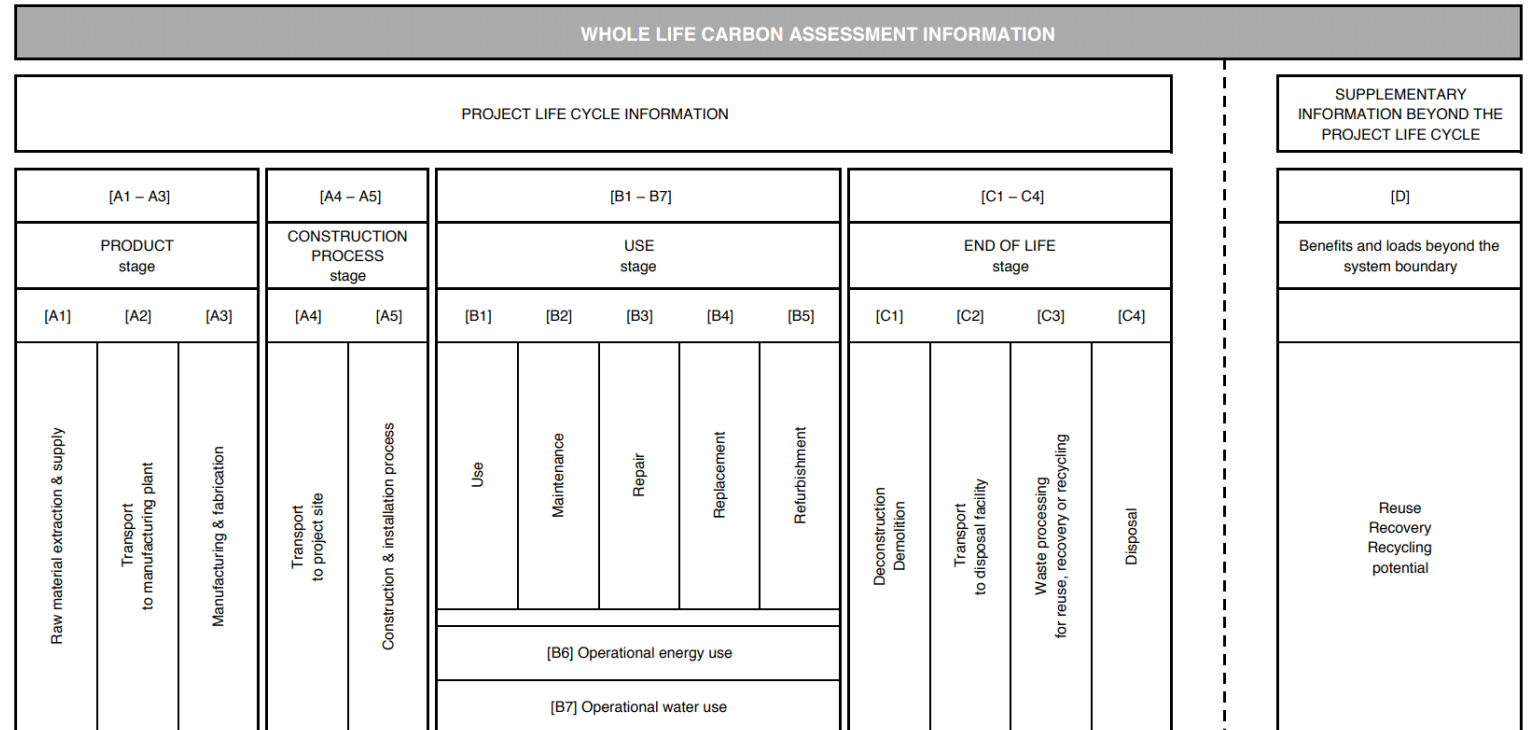 WHOLE LIFE CARBON ASSESSMENT INFORMATION
PROJECT LIFE CYCLE INFORMATION
SUPPLEMENTARY
INFORMATION BEYOND THE
PROJECT LIFE CYCLE
[A1 – A3]
[A4 – A5]
[B1 – B7]
[C1 – C4]
[D]
PRODUCT
stage
CONSTRUCTION
PROCESS
stage
USE
stage
END OF LIFE
stage
Benefits and loads beyond the
system boundary
[A1]
[A2]
[A3]
[A4]
[A5]
[B1]
[B2]
[B3]
[B4]
[B5]
[C1]
[C2]
[C3]
[C4]
Raw material extraction & supply
Transport
to manufacturing plant
Manufacturing & fabrication
Transport
to project site
Construction & installation process
Use
Maintenance
Repair
Replacement
Refurbishment
[B6] Operational energy use
[B7] Operational water use
Deconstruction
Demolition
Transport
to disposal facility
Waste processing
for reuse, recovery or recycling
Disposal
Reuse
Recovery
Recycling
potential